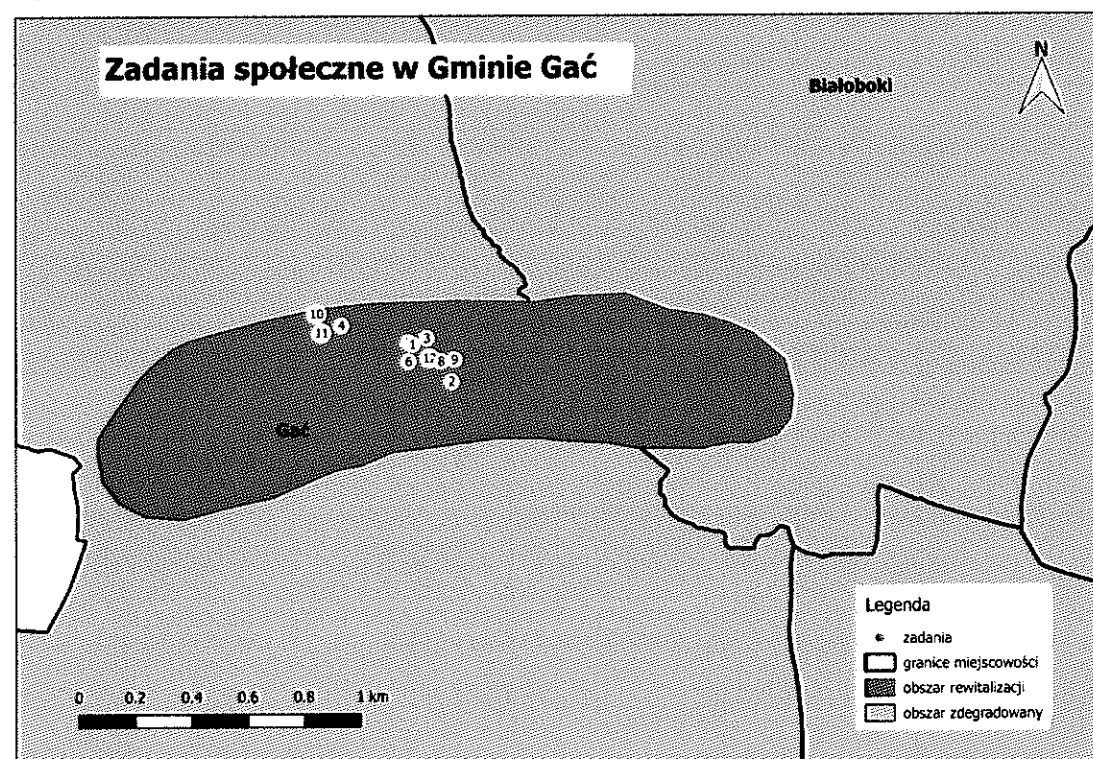 Zadania społeczne w Gminie Gać
Białoboki
N
10
11
4
1
3
6
12
8
9
2
Gać
Legenda
zadania
granice miejscowości
obszar rewitalizacji
obszar zdegradowany
0 0.2 0.4 0.6 0.8 1 km